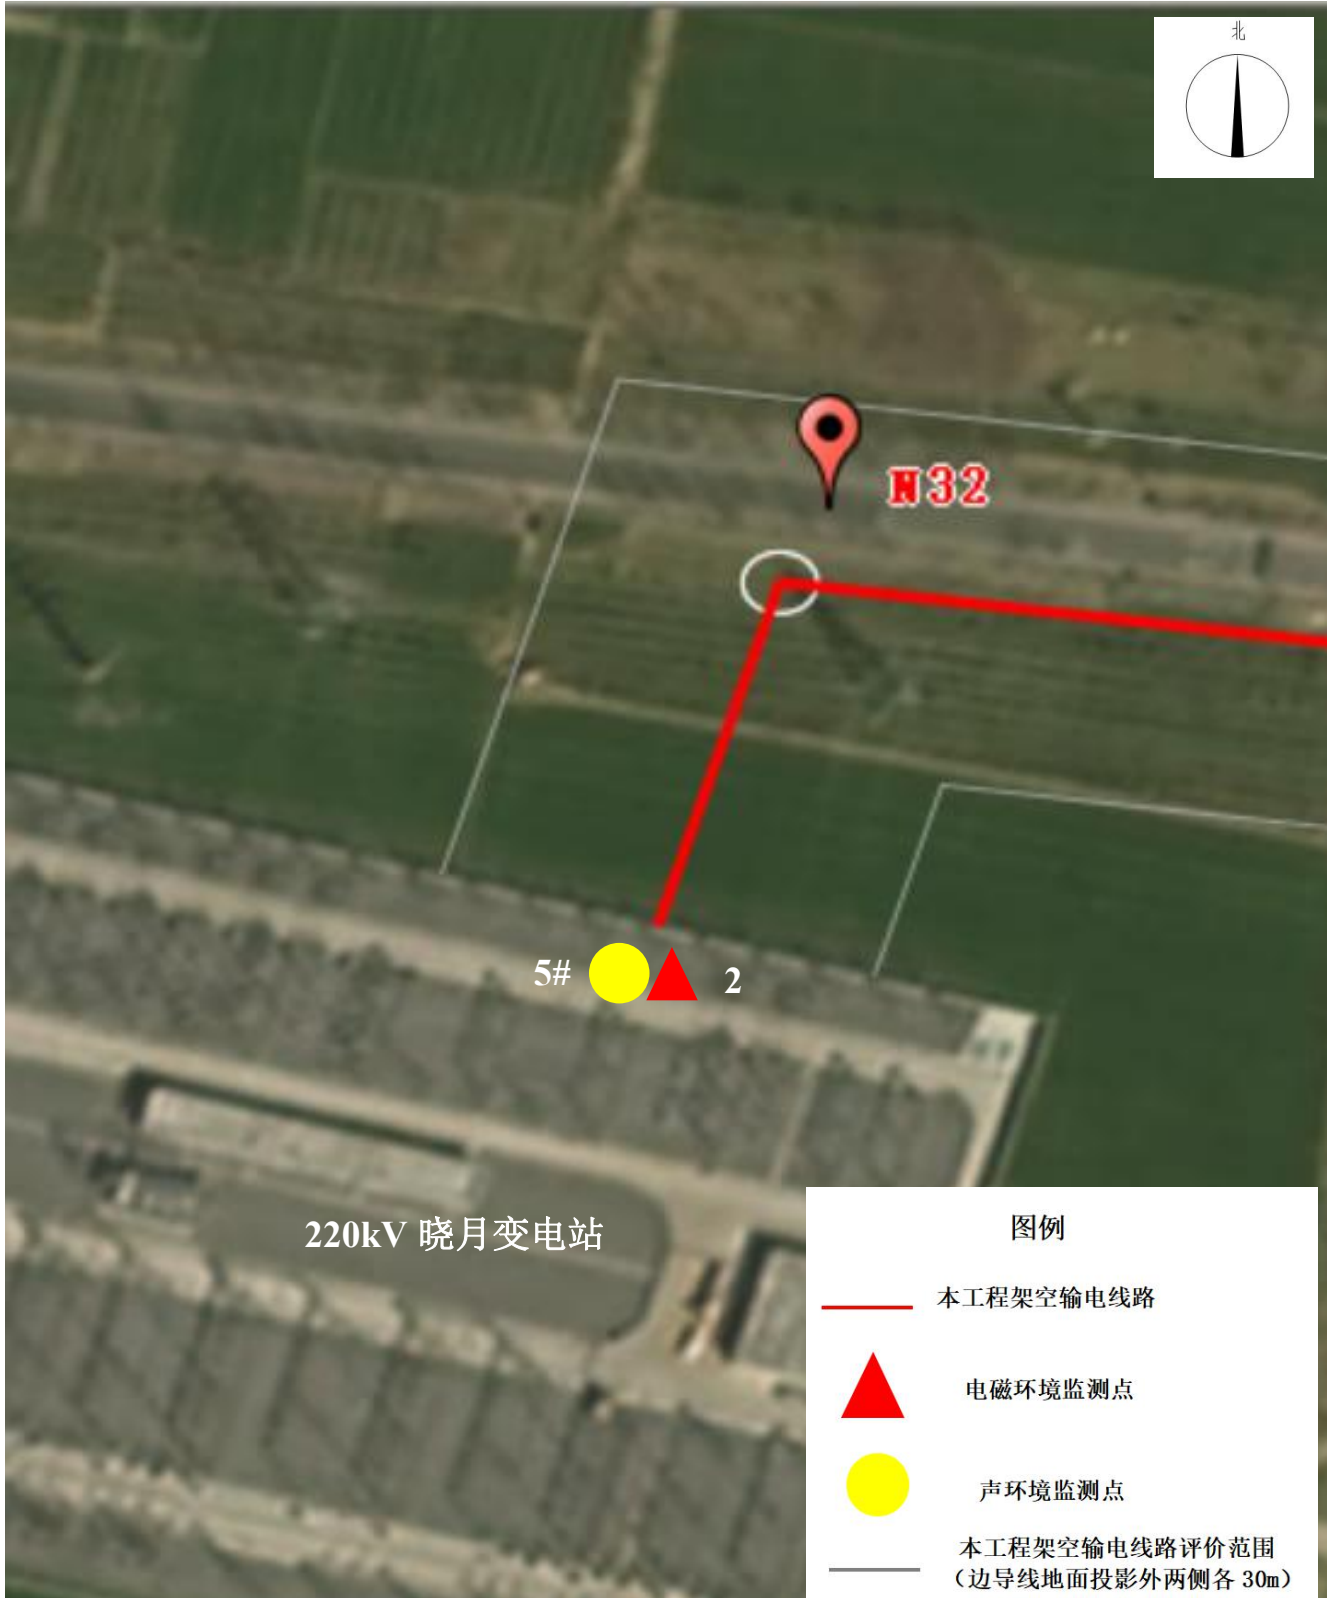 北
N32
5#
2
220kV 晓月变电站
图例
本工程架空输电线路
电磁环境监测点
声环境监测点
本工程架空输电线路评价范围
（边导线地面投影外两侧各 30m）